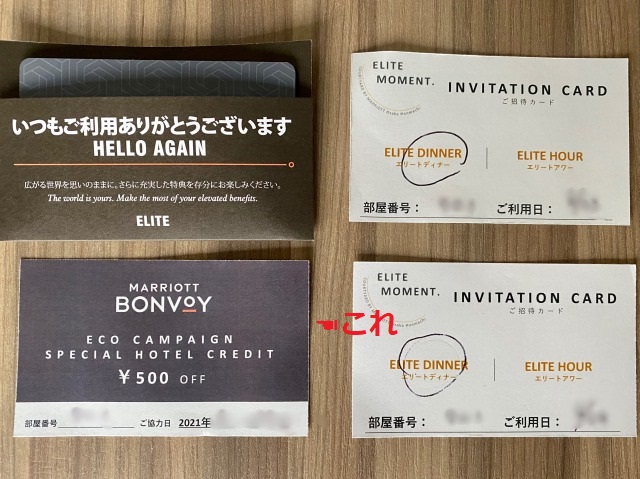 いつもご利用ありがとうございます
HELLO AGAIN
広がる世界を思いのままに、さらに充実した特典を存分にお楽しみください。
The world is yours. Make the most of your elevated benefits.
ELITE
ELITE
MOMENT.
INVITATION CARD
ご招待カード
ELITE DINNER
エリートディナー
ELITE HOUR
エリートアワー
部屋番号：
ご利用日：
MARRIOTT
BONVOY
ECO CAMPAIGN
SPECIAL HOTEL CREDIT
￥500 OFF
部屋番号
ご協力日 2021年
☚これ
ELITE
MOMENT.
INVITATION CARD
ご招待カード
ELITE DINNER
エリートディナー
ELITE HOUR
エリートアワー
部屋番号：
ご利用日：